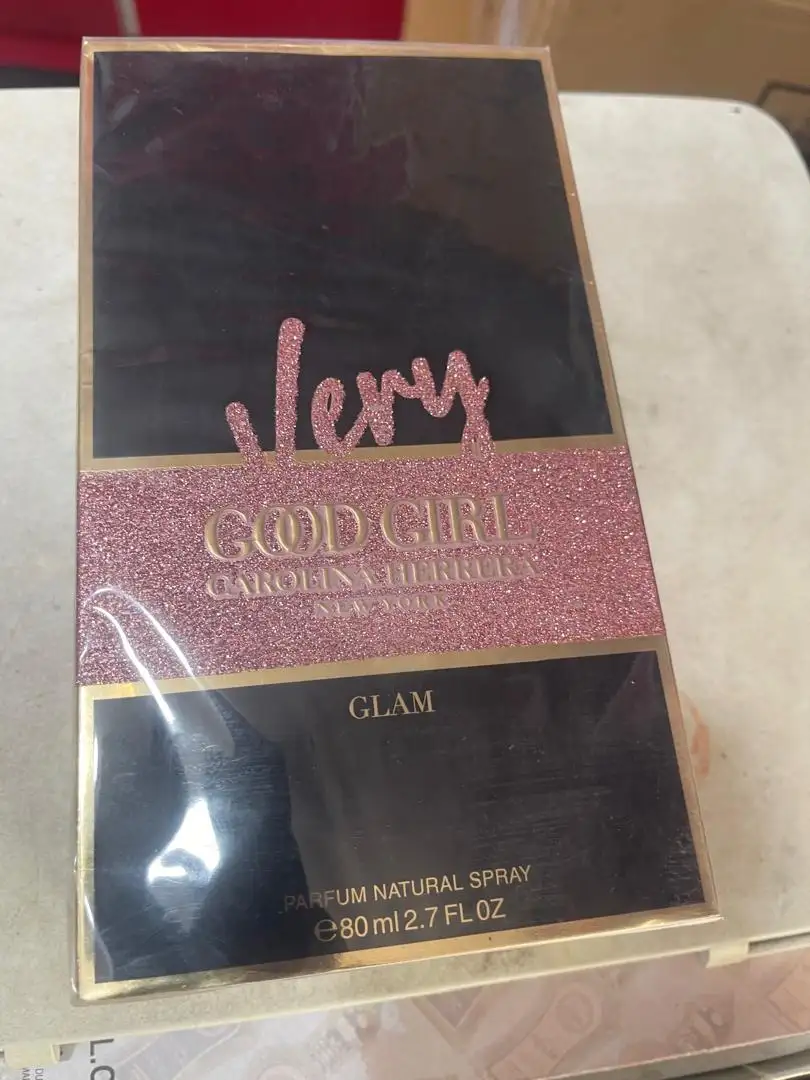 Very
GOOD GIRL
CAROLINA HERRERA
NEW YORK
GLAM
PARFUM NATURAL SPRAY
℮80 ml 2.7 FL OZ
L.C